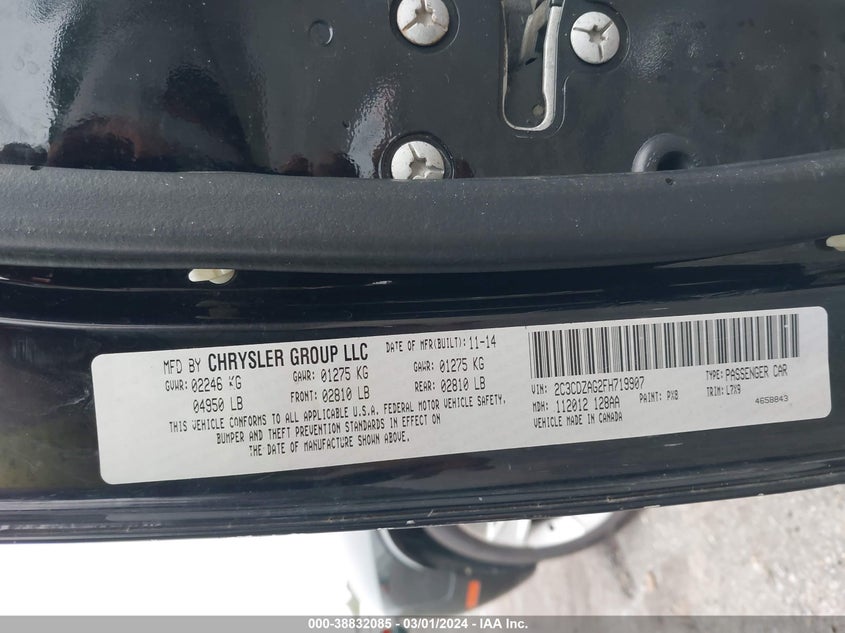 MFD BY CHRYSLER GROUP LLC DATE OF MFR(BUILT): 11-14
GVWR: 02246 KG GAWR: 01275 KG GAWR: 01275 KG
04950 LB FRONT: 02810 LB REAR: 02810 LB
THIS VEHICLE CONFORMS TO ALL APPLICABLE U.S.A. FEDERAL MOTOR VEHICLE SAFETY,
BUMPER AND THEFT PREVENTION STANDARDS IN EFFECT ON
THE DATE OF MANUFACTURE SHOWN ABOVE.
VIN: 2C3CDZAG2FH719907 TYPE: PASSENGER CAR
MDH: 112012 128AA PAINT: PX8 TRIM: L7X9
VEHICLE MADE IN CANADA 4658843
000-38832085 - 03/01/2024 - IAA Inc.